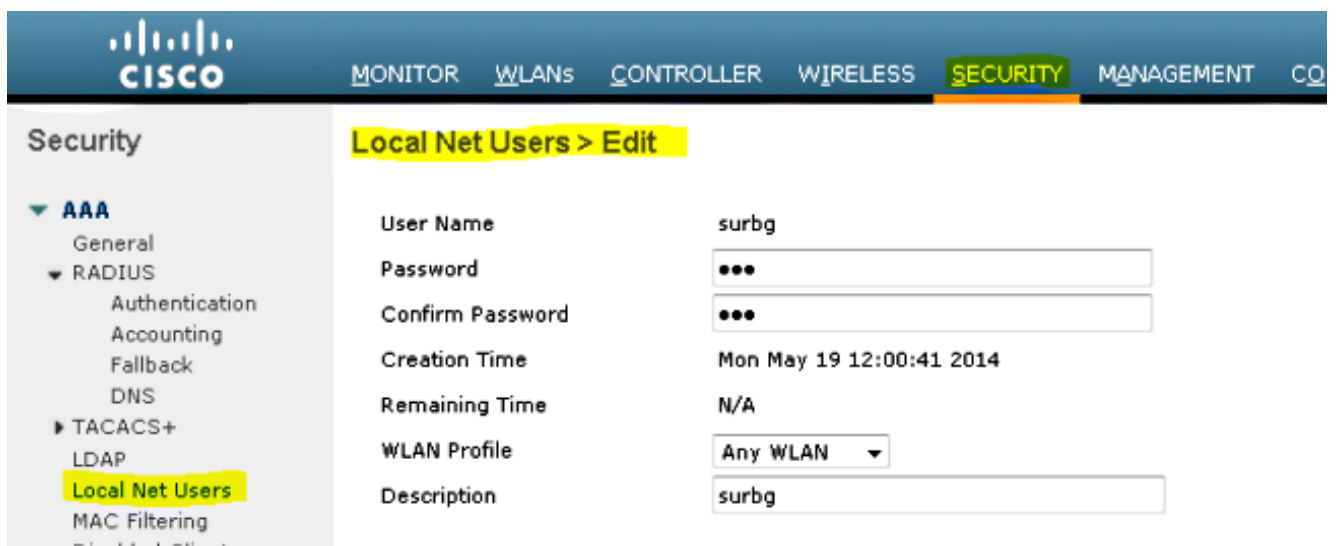 CISCO
MONITOR WLANs CONTROLLER WIRELESS SECURITY MANAGEMENT
Security
AAA
General
RADIUS
Authentication
Accounting
Fallback
DNS
TACACS+
LDAP
Local Net Users
MAC Filtering
Local Net Users > Edit
User Name surbg
Password •••
Confirm Password •••
Creation Time Mon May 19 12:00:41 2014
Remaining Time N/A
WLAN Profile Any WLAN
Description surbg